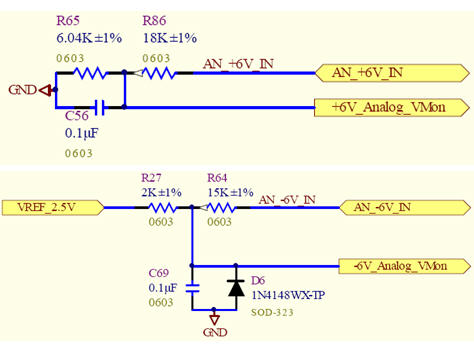 R65
R86
6.04K±1%
18K±1%
0603
0603
AN_+6V_IN
AN_+6V_IN
GND
+6V_Analog_VMon
C56
0.1µF
0603
R27
R64
2K±1%
15K±1%
AN_-6V_IN
VREF_2.5V
AN_-6V_IN
0603
0603
-6V_Analog_VMon
C69
0.1µF
0603
D6
1N4148WX-TP
SOD-323
GND